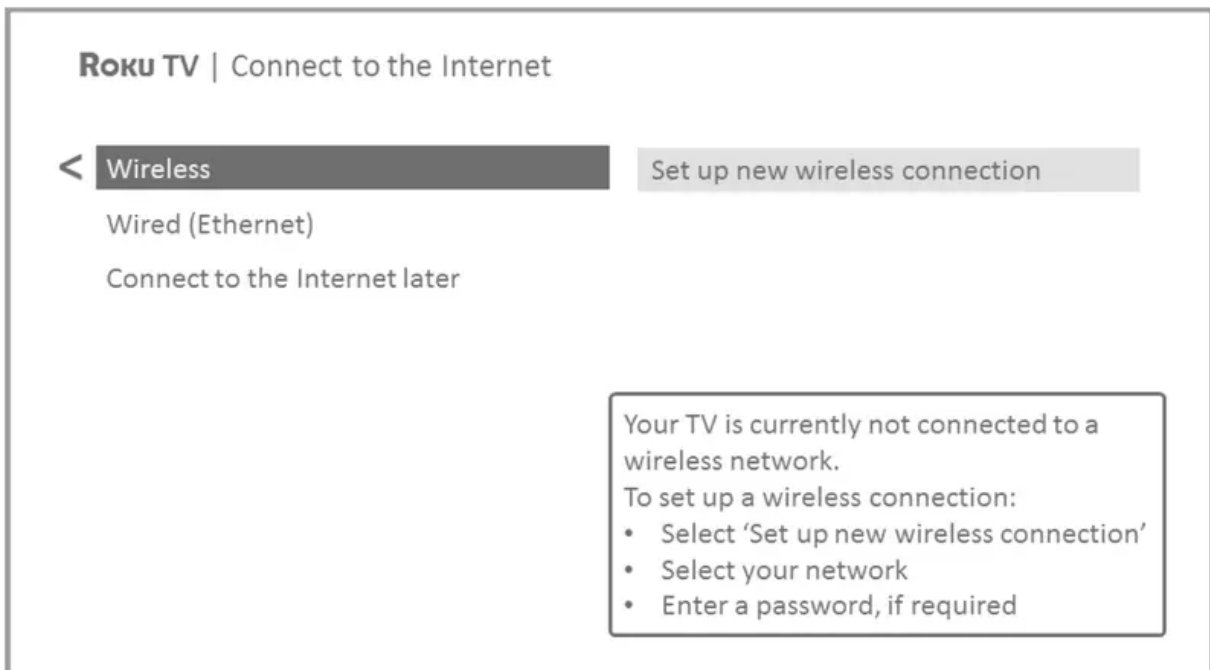 Roku TV | Connect to the Internet
< Wireless
Set up new wireless connection
Wired (Ethernet)
Connect to the Internet later
Your TV is currently not connected to a
wireless network.
To set up a wireless connection:
• Select ‘Set up new wireless connection’
• Select your network
• Enter a password, if required